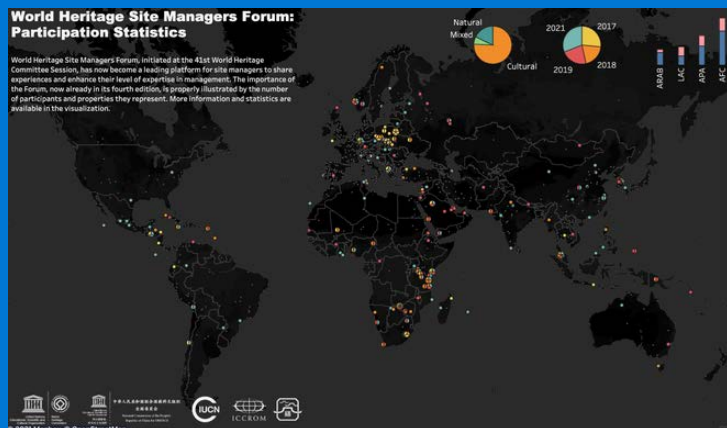 World Heritage Site Managers Forum:
Participation Statistics
World Heritage Site Managers Forum, initiated at the 41st World Heritage
Committee Session, has now become a leading platform for site managers to share
experiences and enhance their level of expertise in management. The importance of
the Forum, now already in its fourth edition, is properly illustrated by the number
of participants and properties they represent. More information and statistics are
available in the visualization.
Natural
Mixed
Cultural
2021
2017
2019
2018
ARAB
LAC
APA
AFC
IUCN
ICCROM